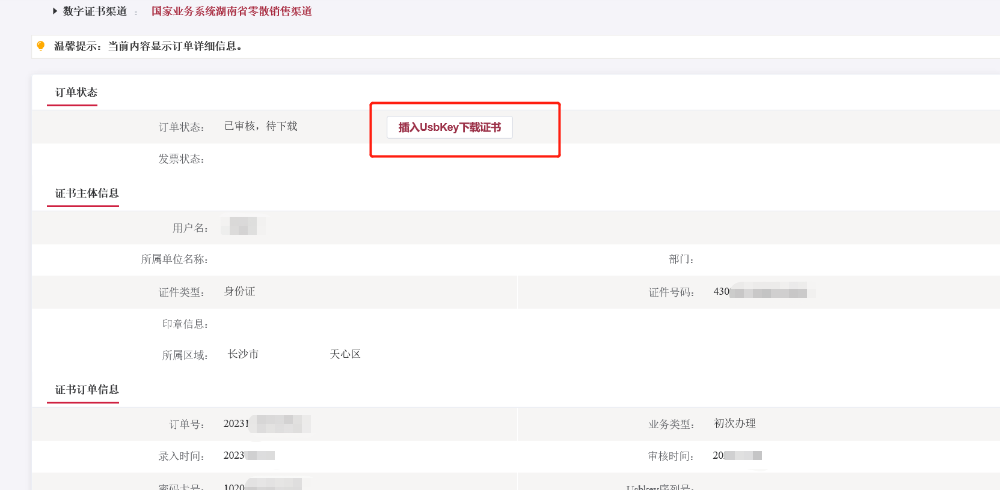 数字证书渠道 : 国家业务系统湖南省零散销售渠道
温馨提示：当前内容显示订单详细信息。
订单状态
订单状态： 已审核，待下载 插入UsbKey下载证书
发票状态：
证书主体信息
用户名：
所属单位名称： 部门：
证件类型： 身份证 证件号码： 430
印章信息：
所属区域： 长沙市 天心区
证书订单信息
订单号： 20231 业务类型： 初次办理
录入时间： 2023 审核时间： 20
密码卡号： 1020 Usbkey序列号：